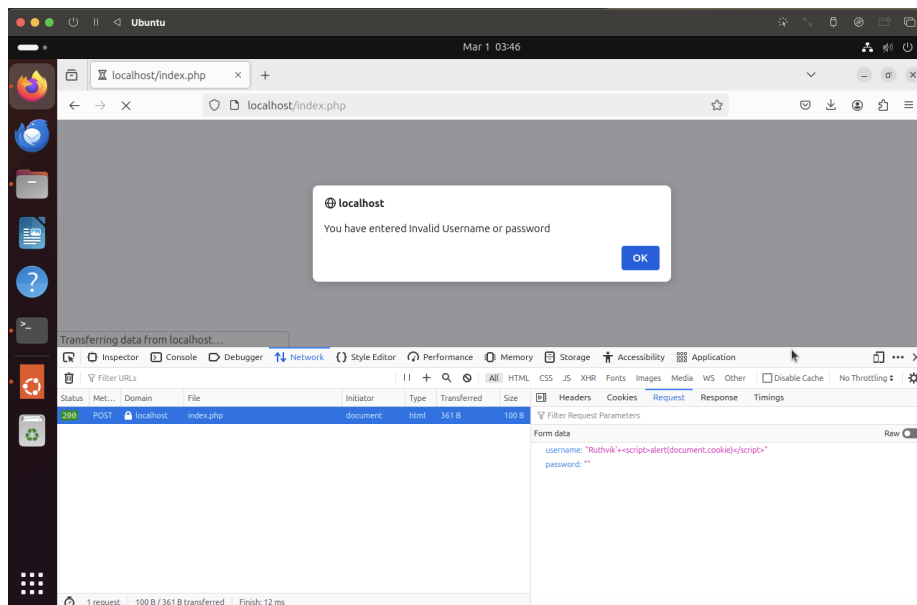 Ubuntu
Mar 1 03:46
localhost/index.php
localhost/index.php
localhost
You have entered Invalid Username or password
OK
Transferring data from localhost...
Inspector Console Debugger Network {} Style Editor Performance Memory Storage Accessibility Application
Filter URLs All HTML CSS JS XHR Fonts Images Media WS Other Disable Cache No Throttling
Status Met... Domain File Initiator Type Transferred Size Headers Cookies Request Response Timings
200 POST localhost index.php document html 361 B 100 B Filter Request Parameters
Form data Raw
username: "Ruthvik'+<script>alert(document.cookie)</script>"
password: ""
1 request 100 B / 361 B transferred Finish: 12 ms